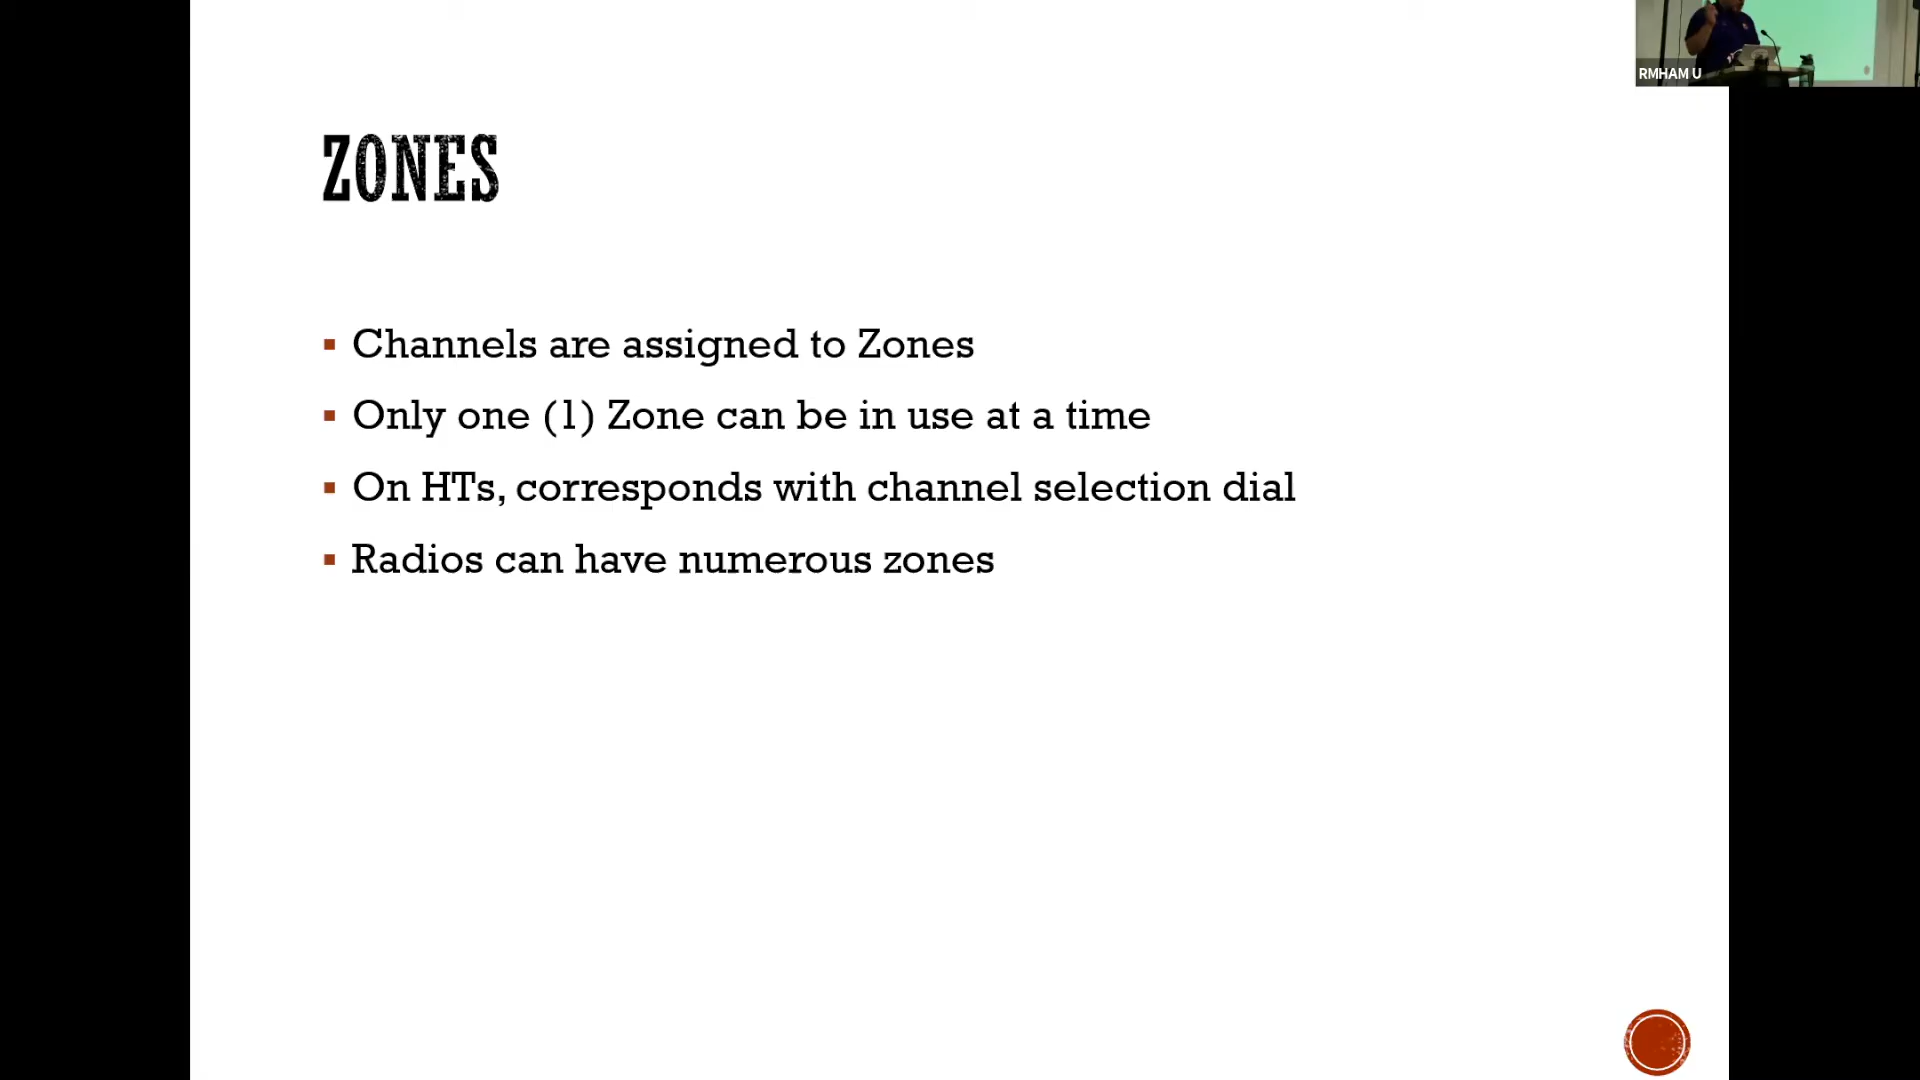 RMHAM U
ZONES
Channels are assigned to Zones
Only one (1) Zone can be in use at a time
On HTs, corresponds with channel selection dial
Radios can have numerous zones